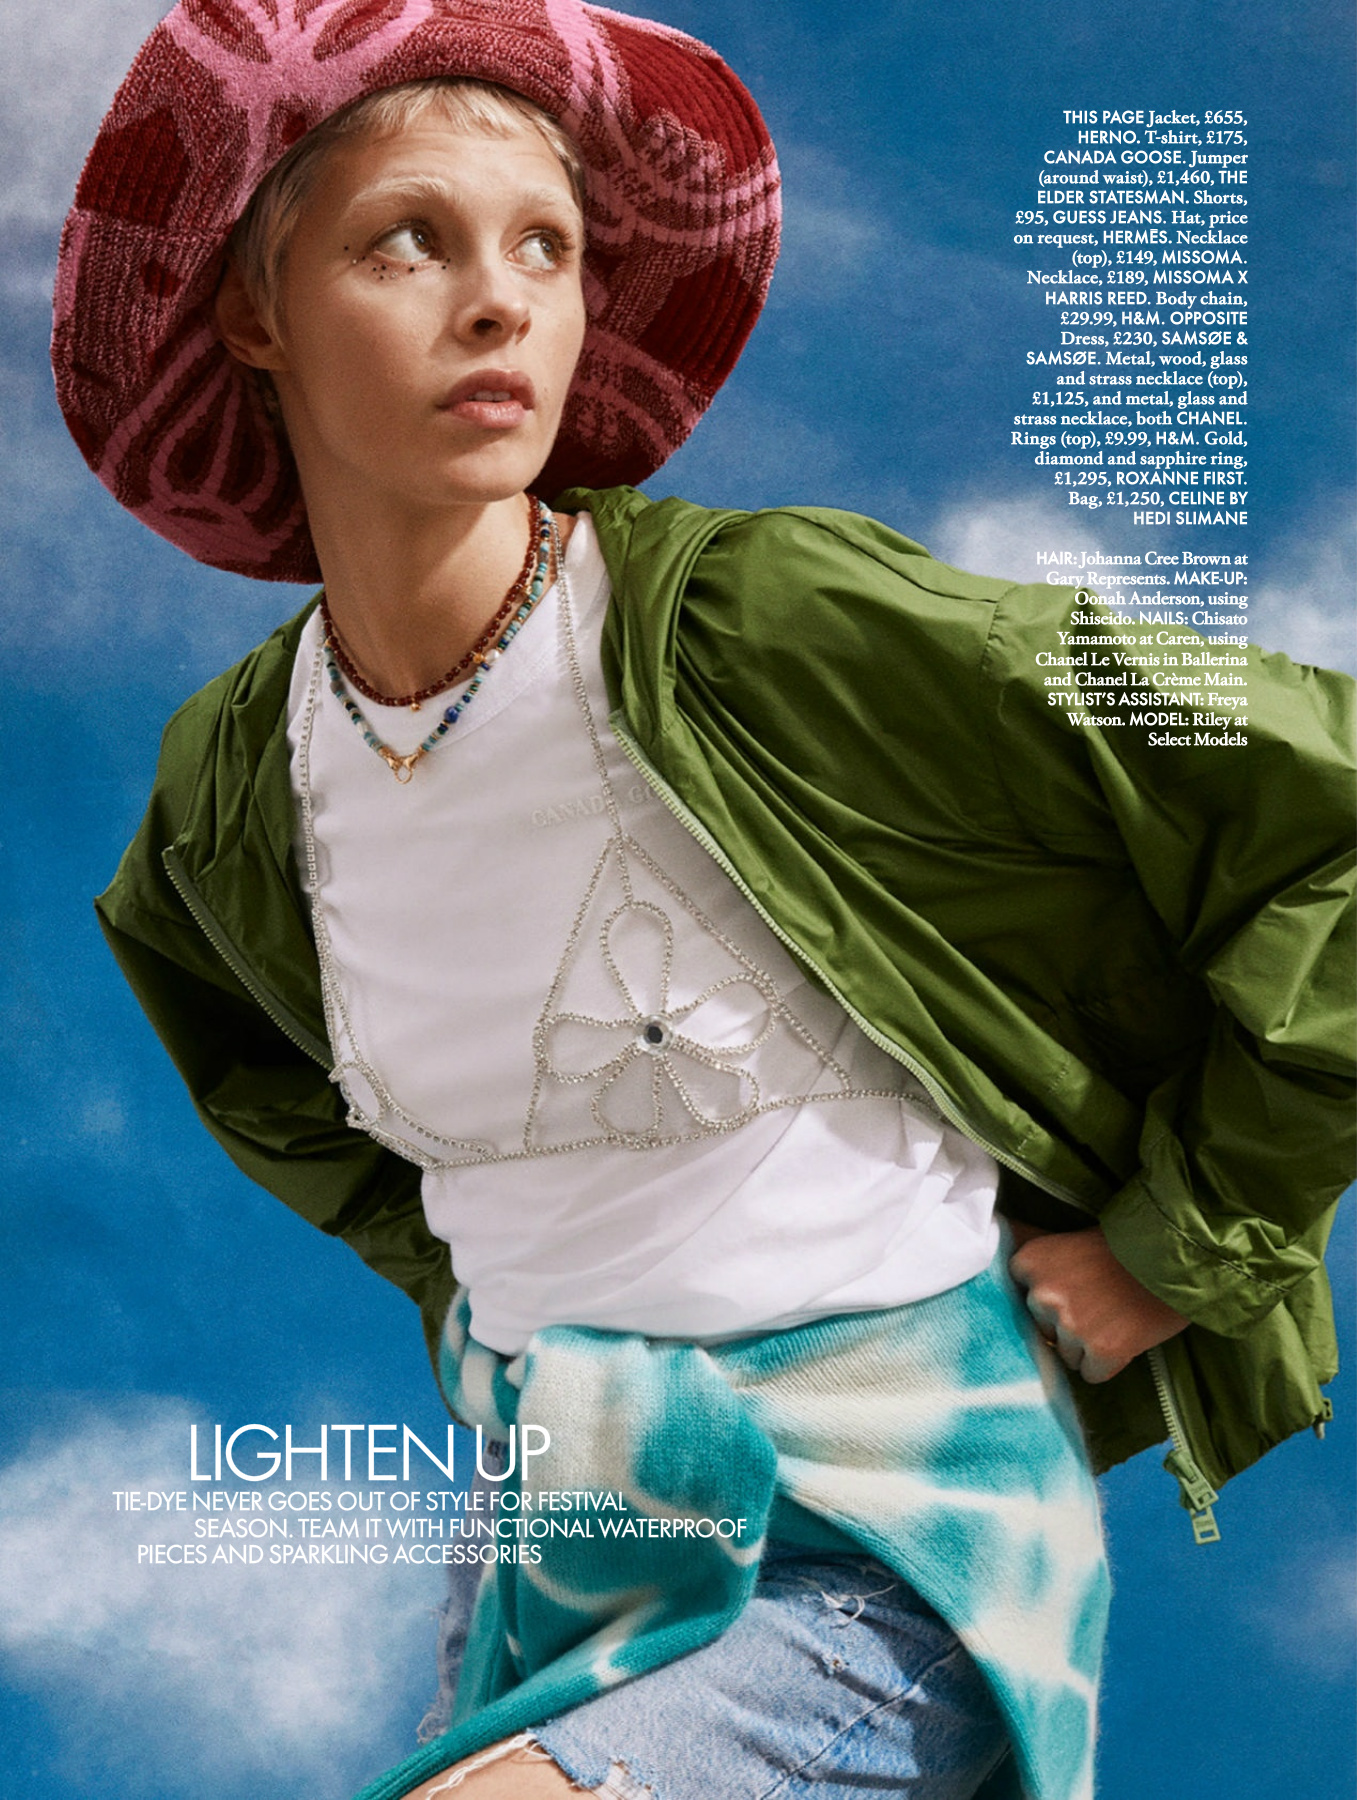 THIS PAGE Jacket, £655,
HERNO. T-shirt, £175,
CANADA GOOSE. Jumper
(around waist), £1,460, THE
ELDER STATESMAN. Shorts,
£95, GUESS JEANS. Hat, price
on request, HERMĒS. Necklace
(top), £149, MISSOMA.
Necklace, £189, MISSOMA X
HARRIS REED. Body chain,
£29.99, H&M. OPPOSITE
Dress, £230, SAMSØE &
SAMSØE. Metal, wood, glass
and strass necklace (top),
£1,125, and metal, glass and
strass necklace, both CHANEL.
Rings (top), £9.99, H&M. Gold,
diamond and sapphire ring,
£1,295, ROXANNE FIRST.
Bag, £1,250, CELINE BY
HEDI SLIMANE
HAIR: Johanna Cree Brown at
Gary Represents. MAKE-UP:
Oonah Anderson, using
Shiseido. NAILS: Chisato
Yamamoto at Caren, using
Chanel Le Vernis in Ballerina
and Chanel La Crème Main.
STYLIST'S ASSISTANT: Freya
Watson. MODEL: Riley at
Select Models
CANADA GO
LIGHTEN UP
TIE-DYE NEVER GOES OUT OF STYLE FOR FESTIVAL
SEASON. TEAM IT WITH FUNCTIONAL WATERPROOF
PIECES AND SPARKLING ACCESSORIES